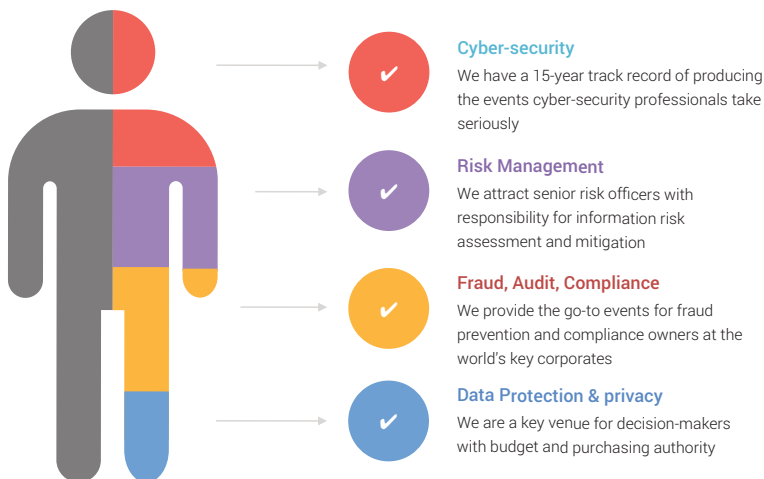 Cyber-security
We have a 15-year track record of producing
the events cyber-security professionals take
seriously
Risk Management
We attract senior risk officers with
responsibility for information risk
assessment and mitigation
Fraud, Audit, Compliance
We provide the go-to events for fraud
prevention and compliance owners at the
world's key corporates
Data Protection & privacy
We are a key venue for decision-makers
with budget and purchasing authority